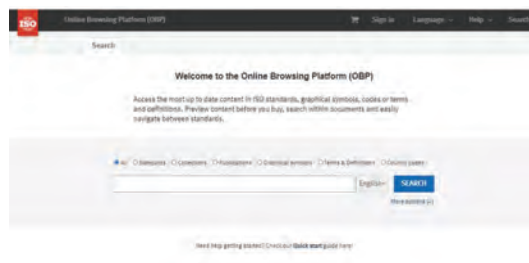 ISO
Online Browsing Platform (OBP)
Sign in
Language
Help
Search
Search
Welcome to the Online Browsing Platform (OBP)
Access the most up to date content in ISO standards, graphical symbols, codes or terms
and definitions. Preview content before you buy, search within documents and easily
navigate between standards.
All Standards Collections Publications Graphical symbols Terms & Definitions Country codes
English
SEARCH
More options (+)
Need help getting started? Check our Quick start guide here!